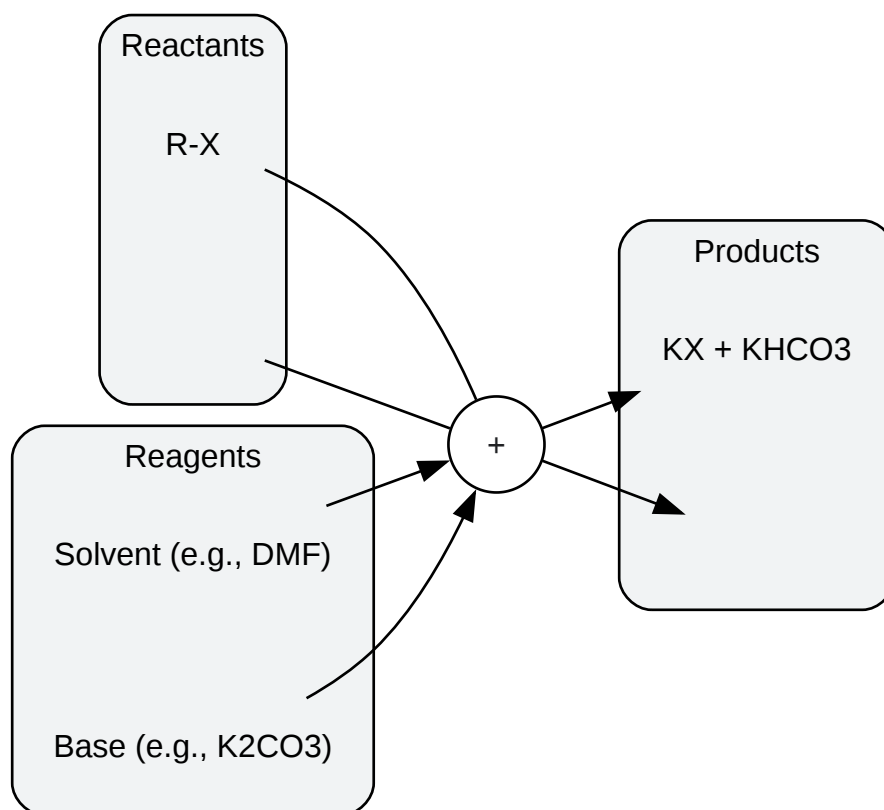 Reactants
R-X
Products
KX + KHCO3
+
Reagents
Solvent (e.g., DMF)
Base (e.g., K2CO3)